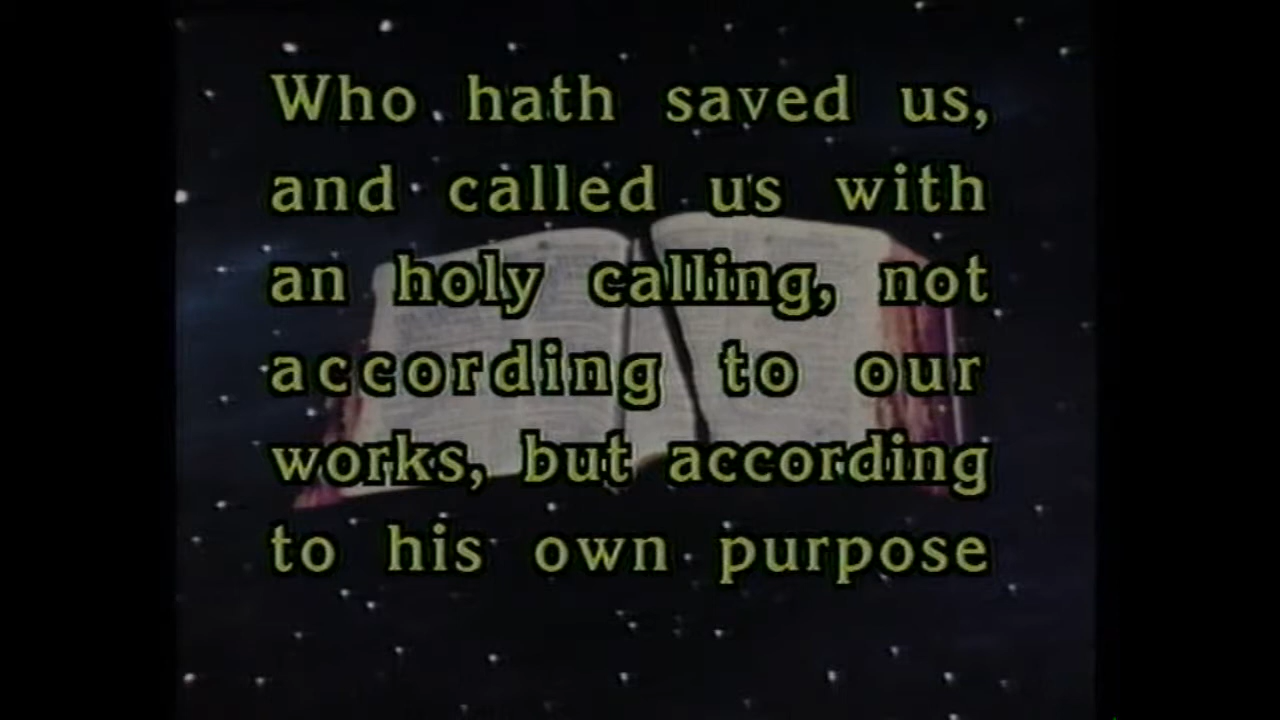 Who hath saved us,
and called us with
an holy calling, not
according to our
works, but according
to his own purpose